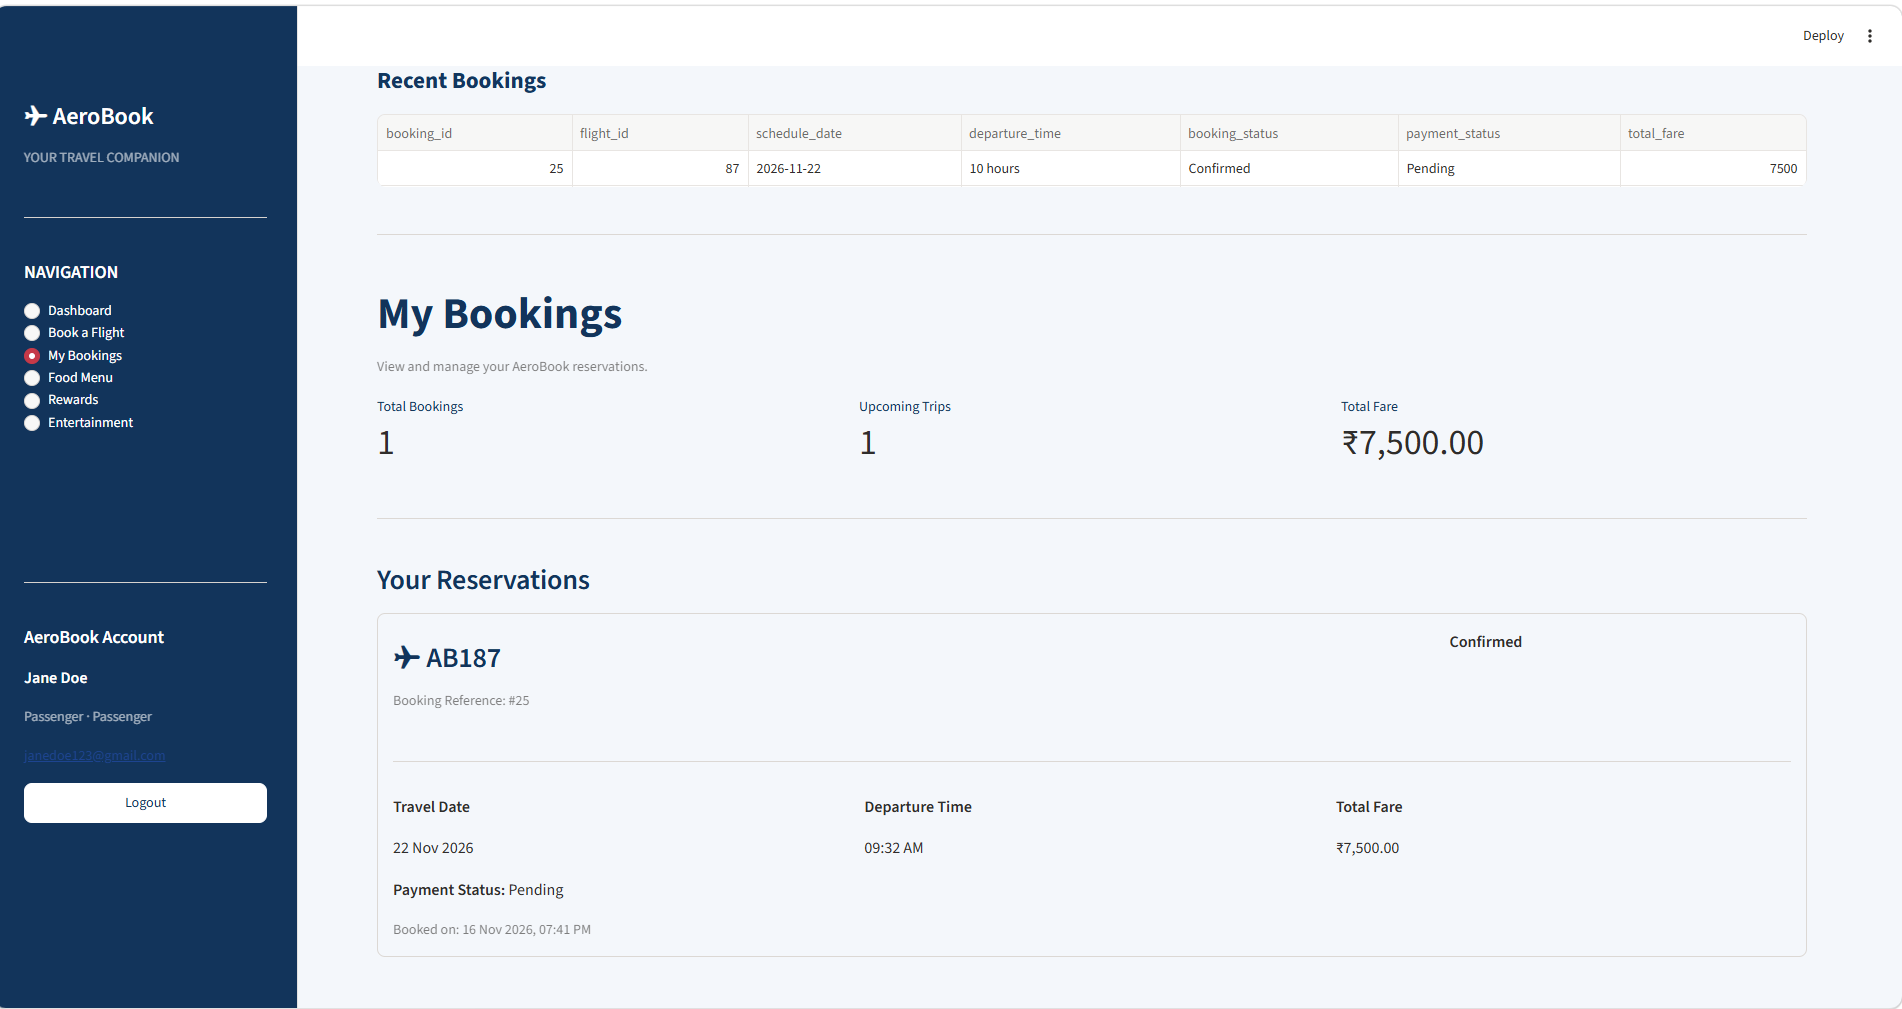 Deploy
AeroBook
YOUR TRAVEL COMPANION
NAVIGATION
Dashboard
Book a Flight
My Bookings
Food Menu
Rewards
Entertainment
AeroBook Account
Jane Doe
Passenger · Passenger
janedoe123@gmail.com
Logout
Recent Bookings
booking_id flight_id schedule_date departure_time booking_status payment_status total_fare
25 87 2026-11-22 10 hours Confirmed Pending 7500
My Bookings
View and manage your AeroBook reservations.
Total Bookings Upcoming Trips Total Fare
1 1 ₹7,500.00
Your Reservations
AB187 Confirmed
Booking Reference: #25
Travel Date Departure Time Total Fare
22 Nov 2026 09:32 AM ₹7,500.00
Payment Status: Pending
Booked on: 16 Nov 2026, 07:41 PM